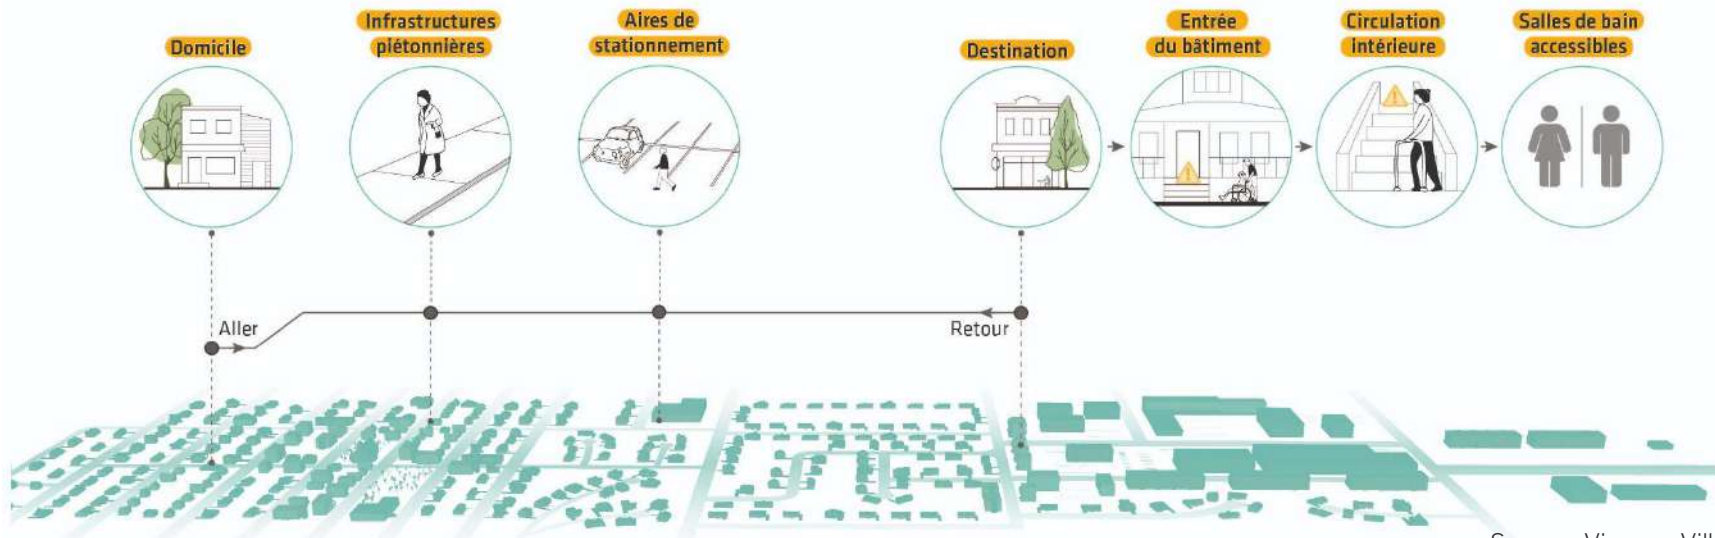 Domicile
Infrastructures
piétonnières
Aires de
stationnement
Destination
Entrée
du bâtiment
Circulation
intérieure
Salles de bain
accessibles
Aller
Retour